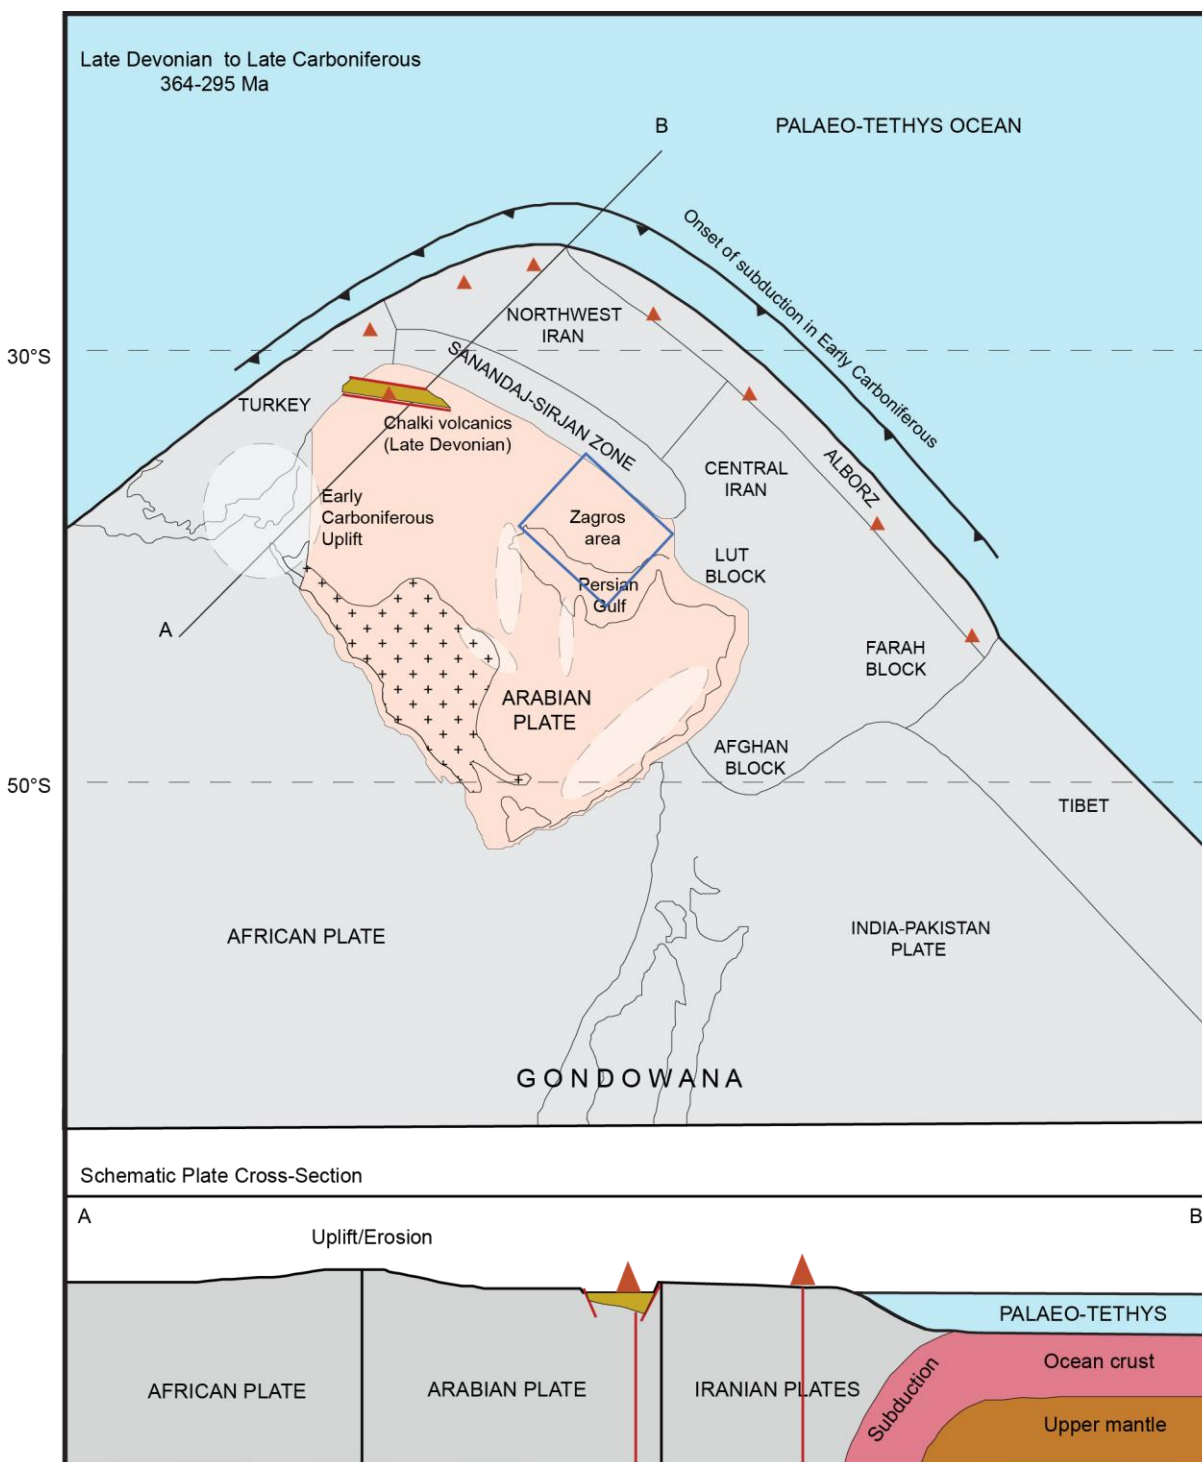 Late Devonian to Late Carboniferous
364-295 Ma
B
PALAEO-TETHYS OCEAN
Onset of subduction in Early Carboniferous
NORTHWEST
IRAN
30°S
SANANDAJ-SIRJAN ZONE
TURKEY
Chalki volcanics
(Late Devonian)
CENTRAL
IRAN
ALBORZ
Early
Carboniferous
Uplift
Zagros
area
LUT
BLOCK
Persian
Gulf
A
FARAH
BLOCK
ARABIAN
PLATE
AFGHAN
BLOCK
50°S
TIBET
AFRICAN PLATE
INDIA-PAKISTAN
PLATE
GONDOWANA
Schematic Plate Cross-Section
A
B
Uplift/Erosion
PALAEO-TETHYS
AFRICAN PLATE
ARABIAN PLATE
IRANIAN PLATES
Subduction
Ocean crust
Upper mantle